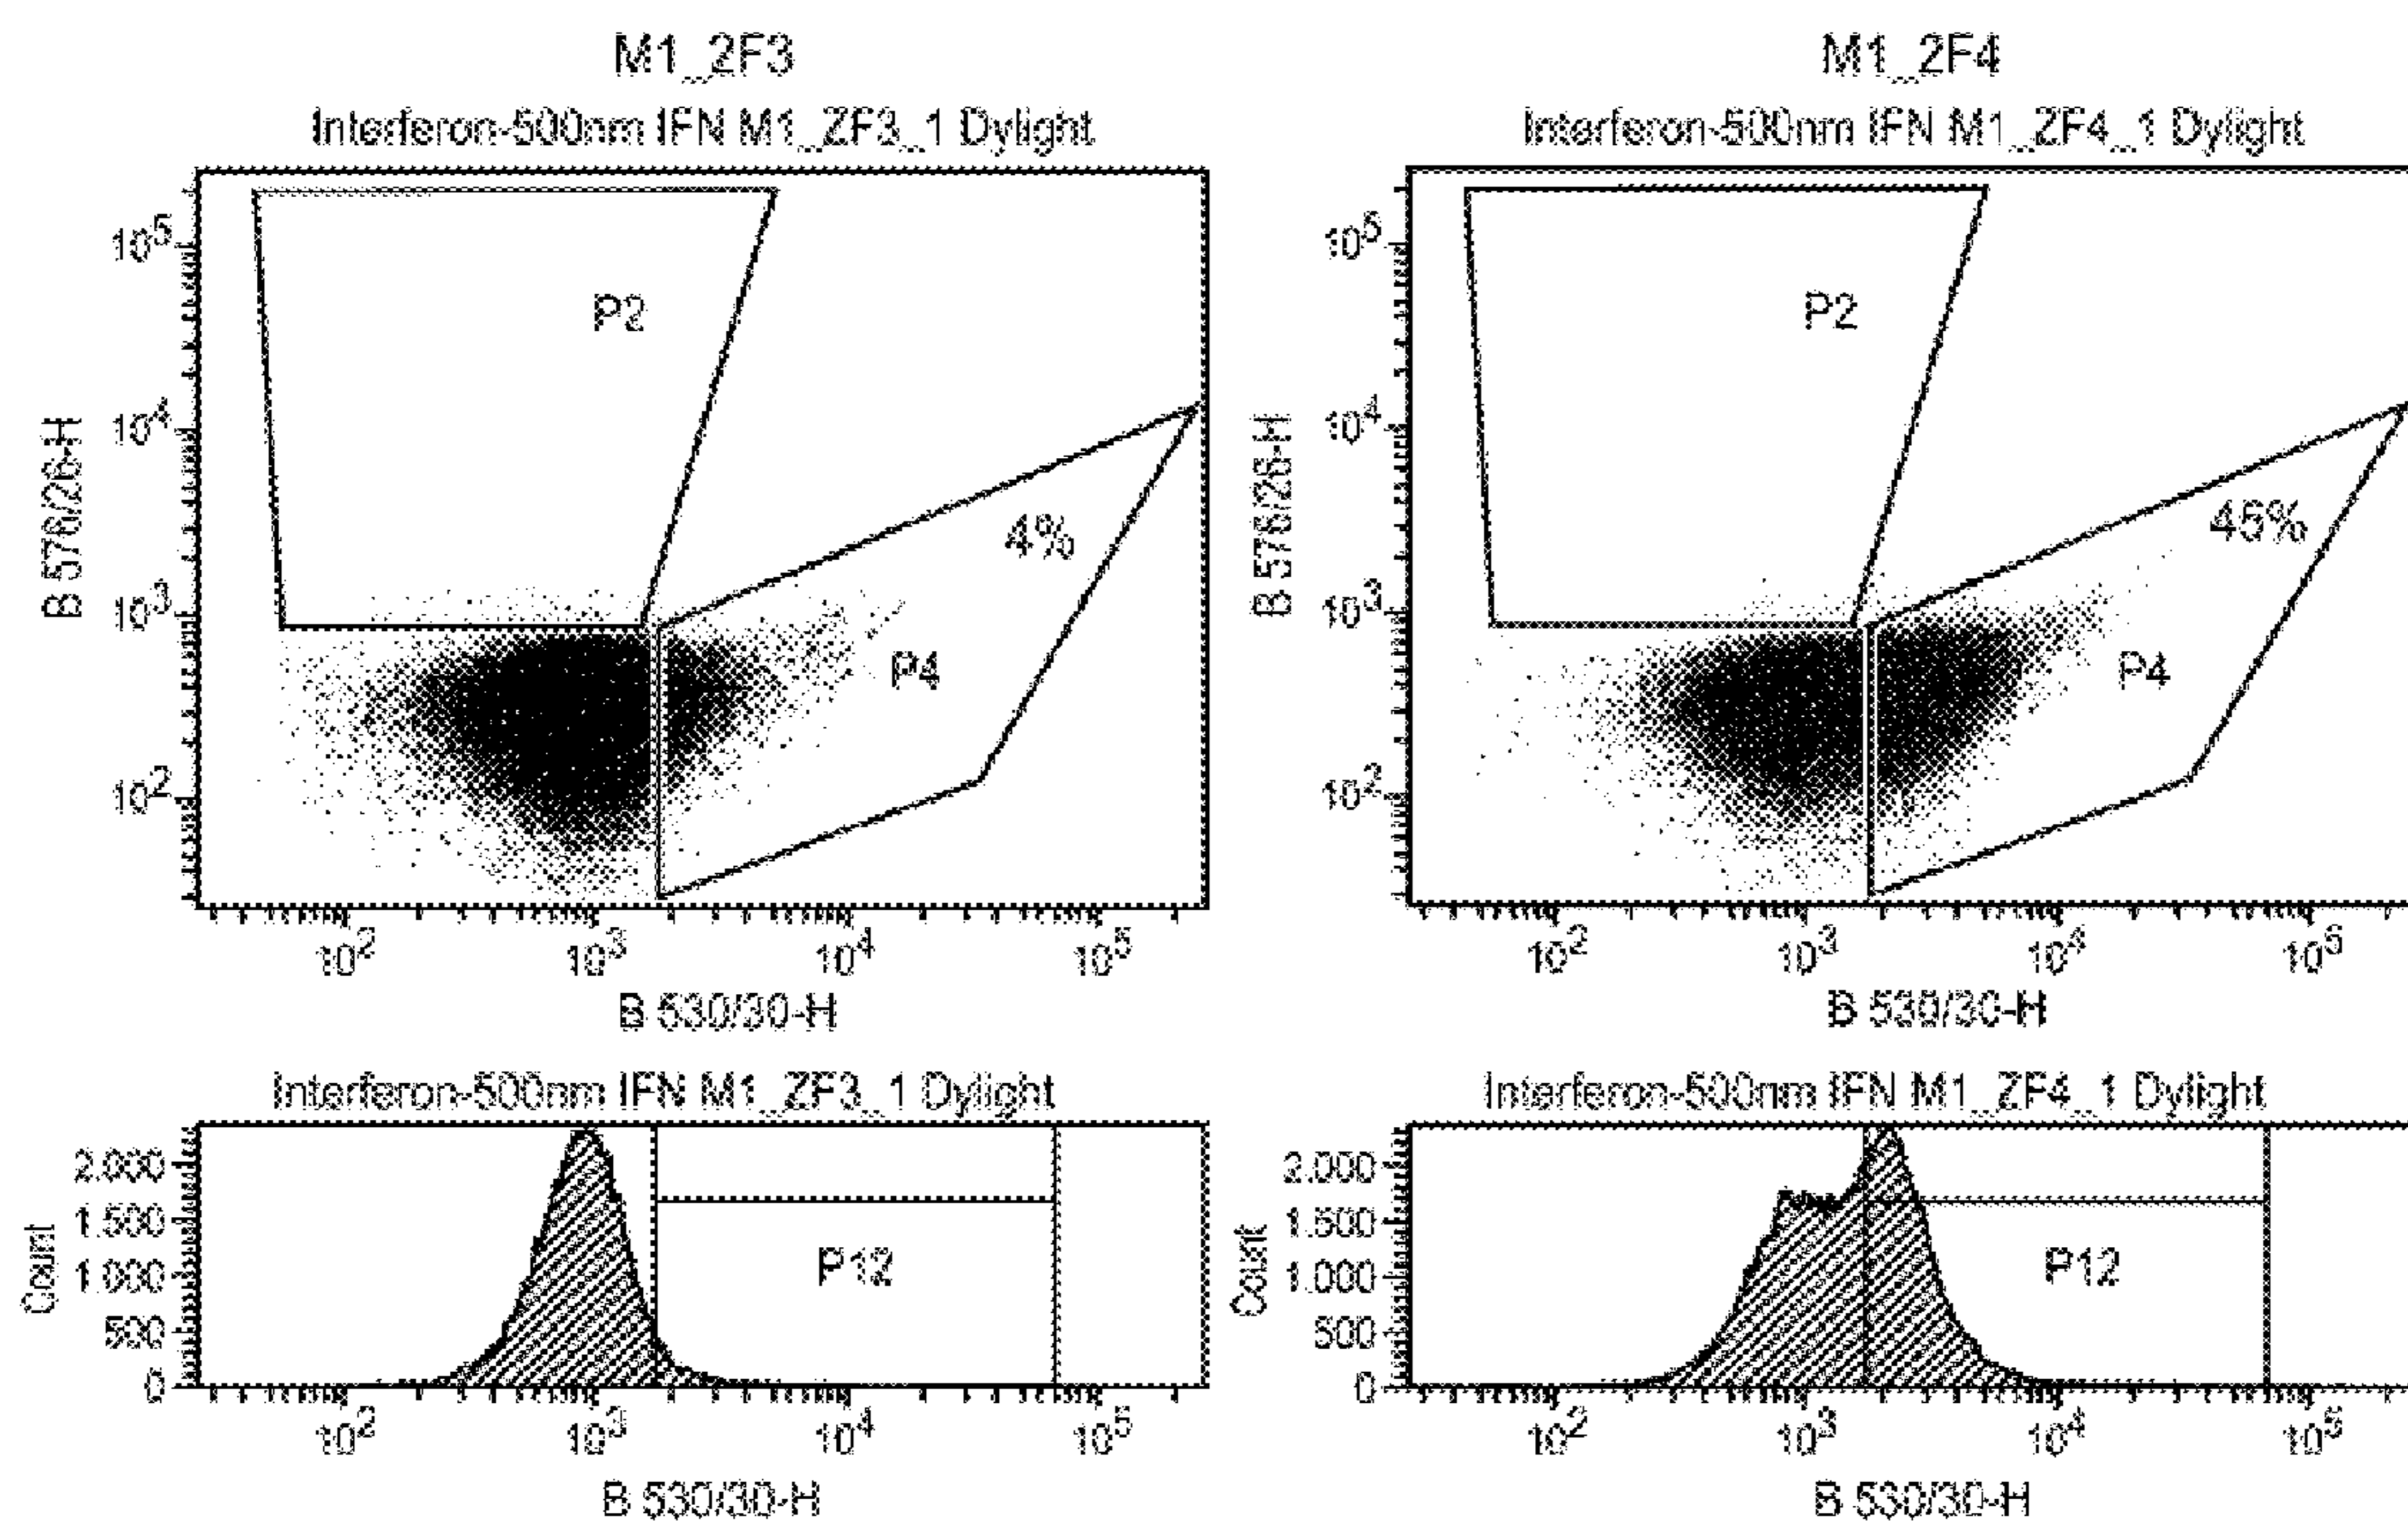 M1_2F3
Interferon-500nm IFN M1_ZF3_1 Dylight
10^5
10^4
10^3
10^2
B 576/26-H
P2
4%
P4
10^2 10^3 10^4 10^5
B 530/30-H
M1_2F4
Interferon-500nm IFN M1_ZF4_1 Dylight
10^5
10^4
10^3
10^2
B 576/26-H
P2
45%
P4
10^2 10^3 10^4 10^5
B 530/30-H
Interferon-500nm IFN M1_ZF3_1 Dylight
2.000
1.500
1.000
500
0
Count
P12
10^2 10^3 10^4 10^5
B 530/30-H
Interferon-500nm IFN M1_ZF4_1 Dylight
2.000
1.500
1.000
500
0
Count
P12
10^2 10^3 10^4 10^5
B 530/30-H